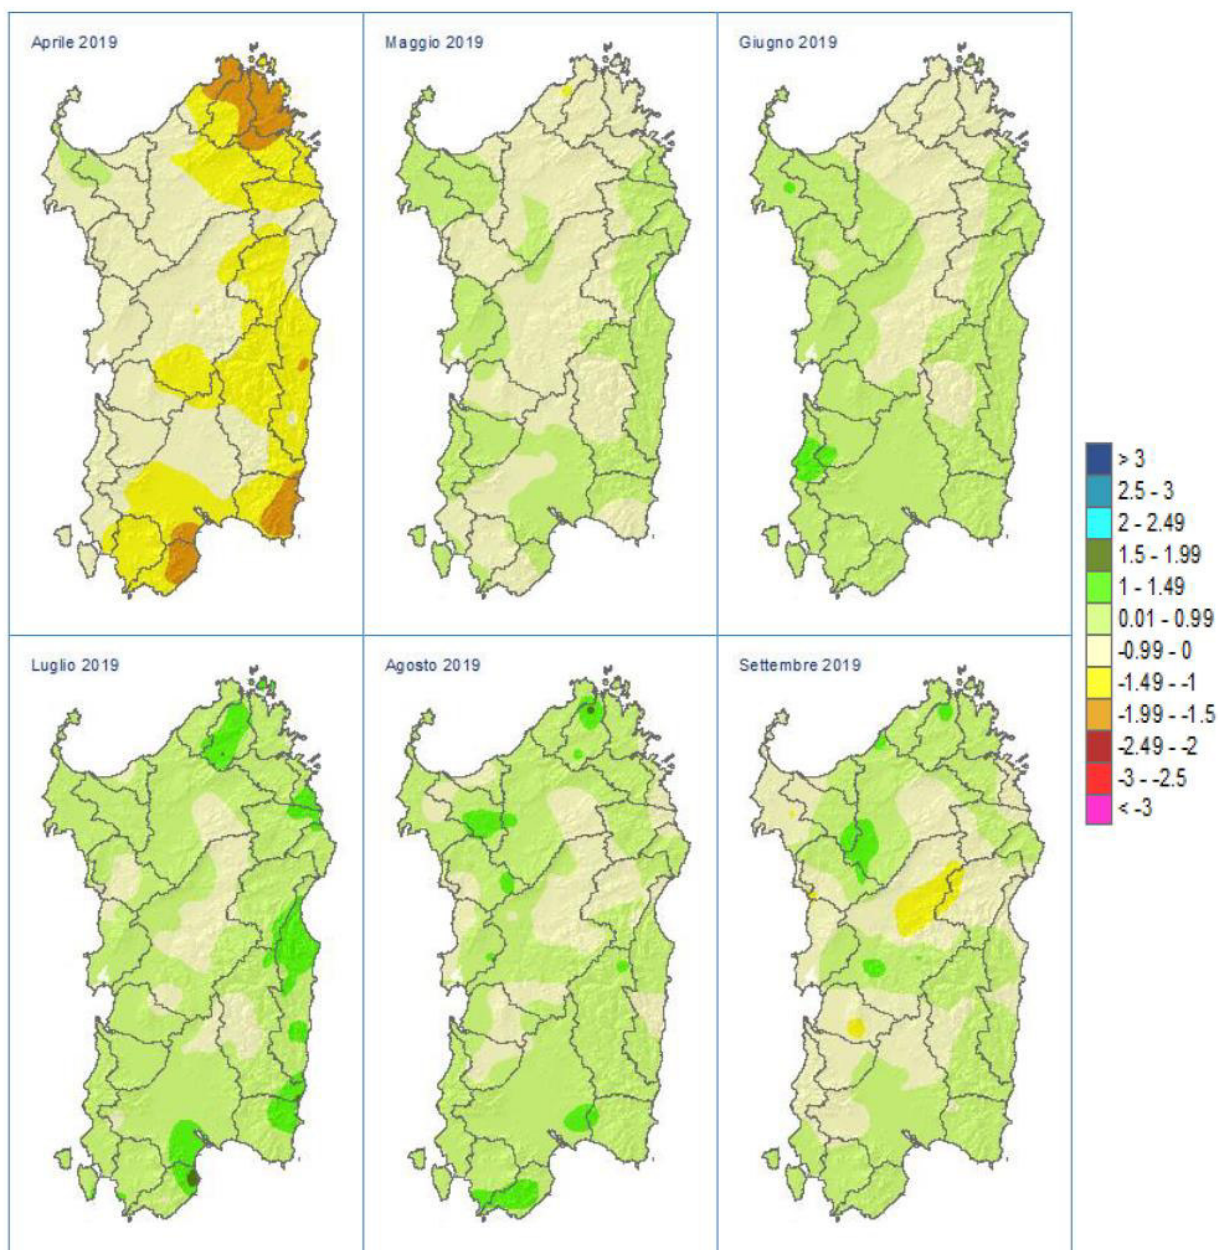 Aprile 2019
Maggio 2019
Giugno 2019
> 3
2.5 - 3
2 - 2.49
1.5 - 1.99
1 - 1.49
0.01 - 0.99
-0.99 - 0
-1.49 - -1
-1.99 - -1.5
-2.49 - -2
-3 - -2.5
< -3
Luglio 2019
Agosto 2019
Settembre 2019